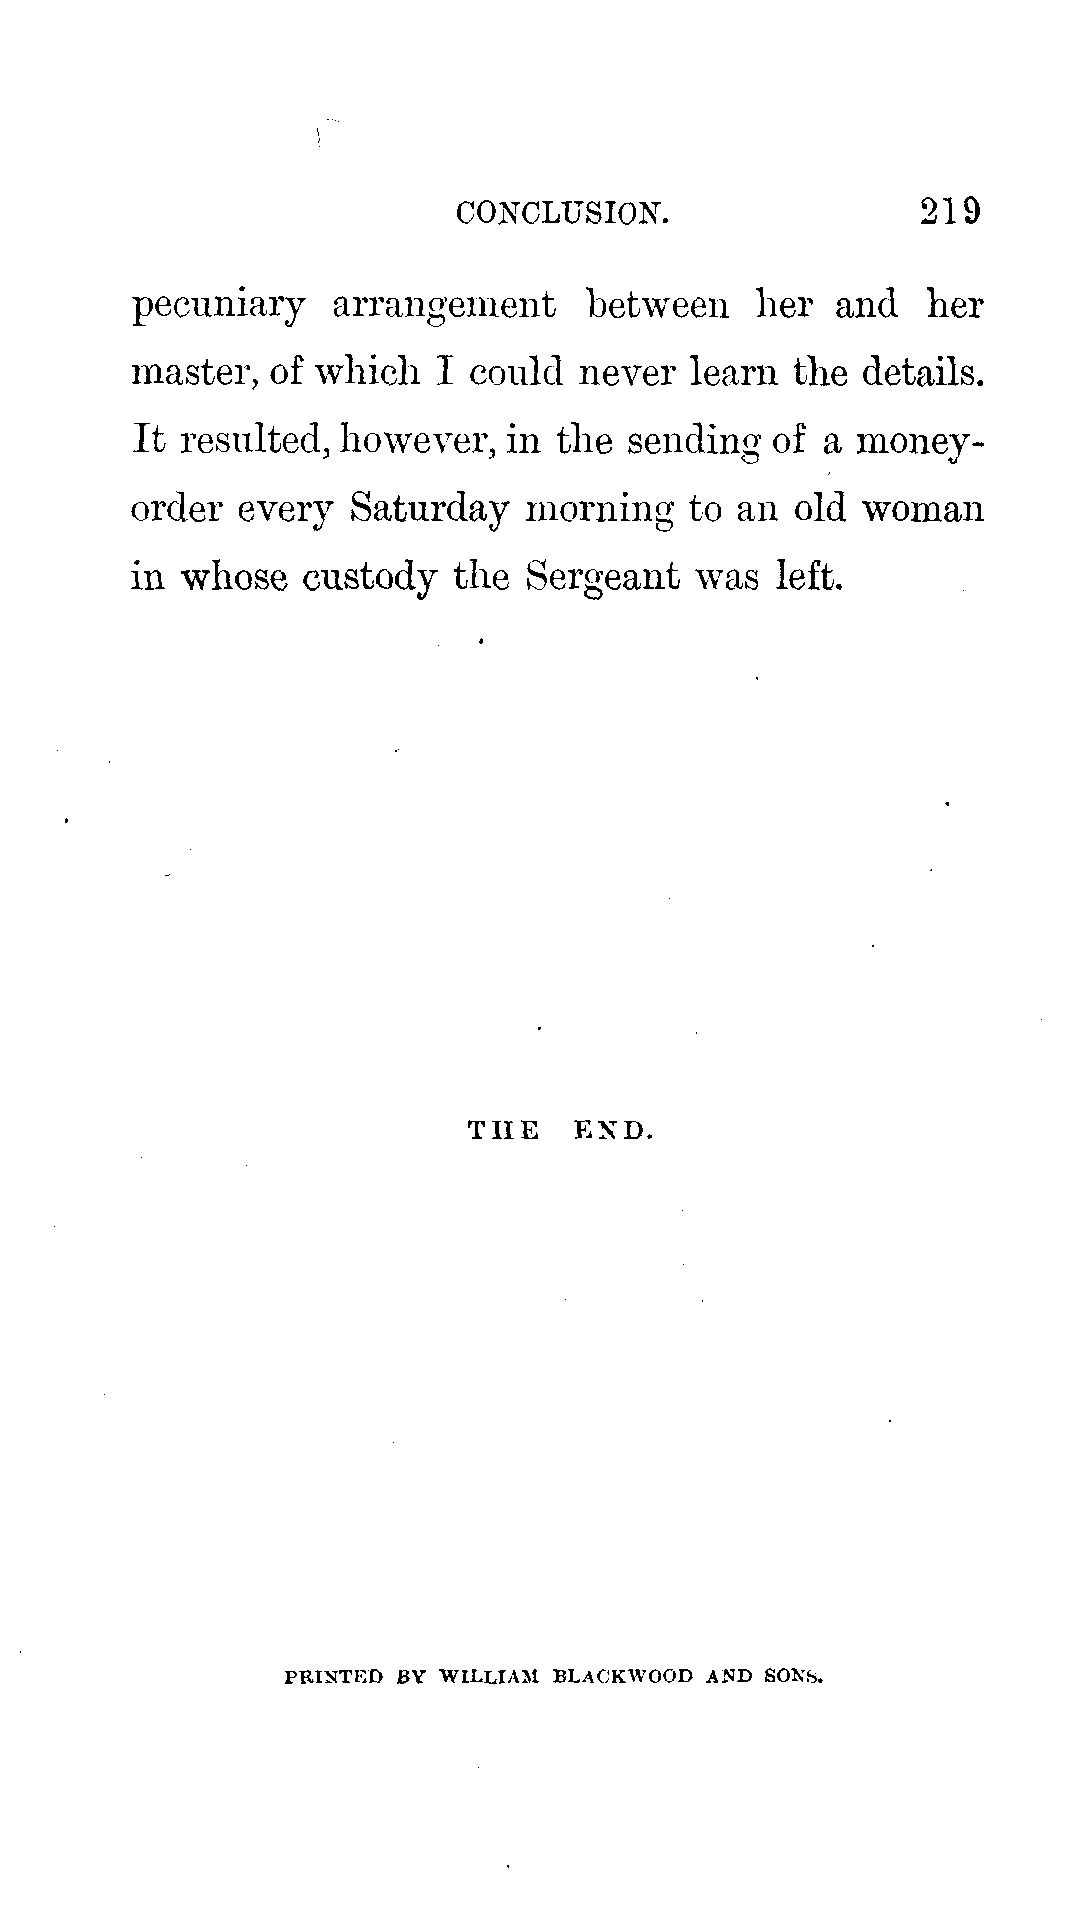 CONCLUSION. 219
pecuniary arrangement between her and her
master, of which I could never learn the details.
It resulted, however, in the sending of a money-
order every Saturday morning to an old woman
in whose custody the Sergeant was left.
THE END.
PRINTED BY WILLIAM BLACKWOOD AND SONS.